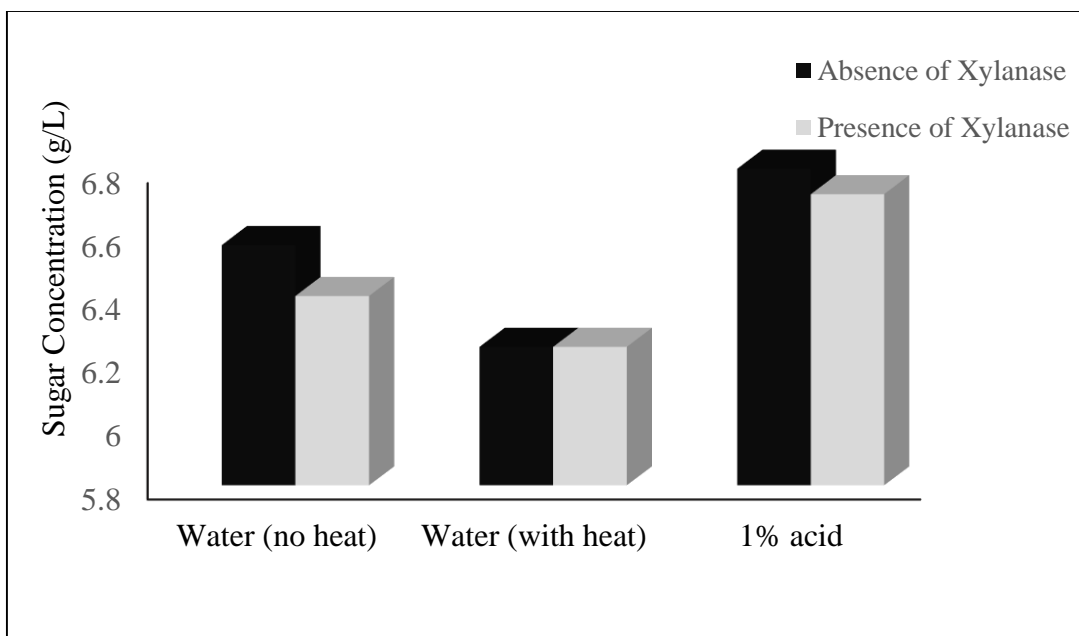 Absence of Xylanase
Presence of Xylanase
Sugar Concentration (g/L)
6.8
6.6
6.4
6.2
6
5.8
Water (no heat)
Water (with heat)
1% acid